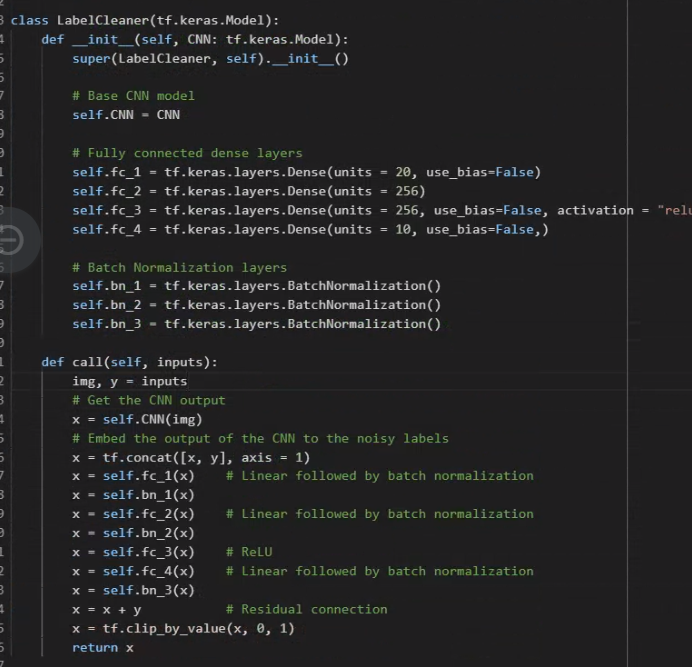 class LabelCleaner(tf.keras.Model):
    def __init__(self, CNN: tf.keras.Model):
        super(LabelCleaner, self).__init__()
        # Base CNN model
        self.CNN = CNN
        # Fully connected dense layers
        self.fc_1 = tf.keras.layers.Dense(units = 20, use_bias=False)
        self.fc_2 = tf.keras.layers.Dense(units = 256)
        self.fc_3 = tf.keras.layers.Dense(units = 256, use_bias=False, activation = "relu
        self.fc_4 = tf.keras.layers.Dense(units = 10, use_bias=False,)
        # Batch Normalization layers
        self.bn_1 = tf.keras.layers.BatchNormalization()
        self.bn_2 = tf.keras.layers.BatchNormalization()
        self.bn_3 = tf.keras.layers.BatchNormalization()
    def call(self, inputs):
        img, y = inputs
        # Get the CNN output
        x = self.CNN(img)
        # Embed the output of the CNN to the noisy labels
        x = tf.concat([x, y], axis = 1)
        x = self.fc_1(x)    # Linear followed by batch normalization
        x = self.bn_1(x)
        x = self.fc_2(x)    # Linear followed by batch normalization
        x = self.bn_2(x)
        x = self.fc_3(x)    # ReLU
        x = self.fc_4(x)    # Linear followed by batch normalization
        x = self.bn_3(x)
        x = x + y           # Residual connection
        x = tf.clip_by_value(x, 0, 1)
        return x